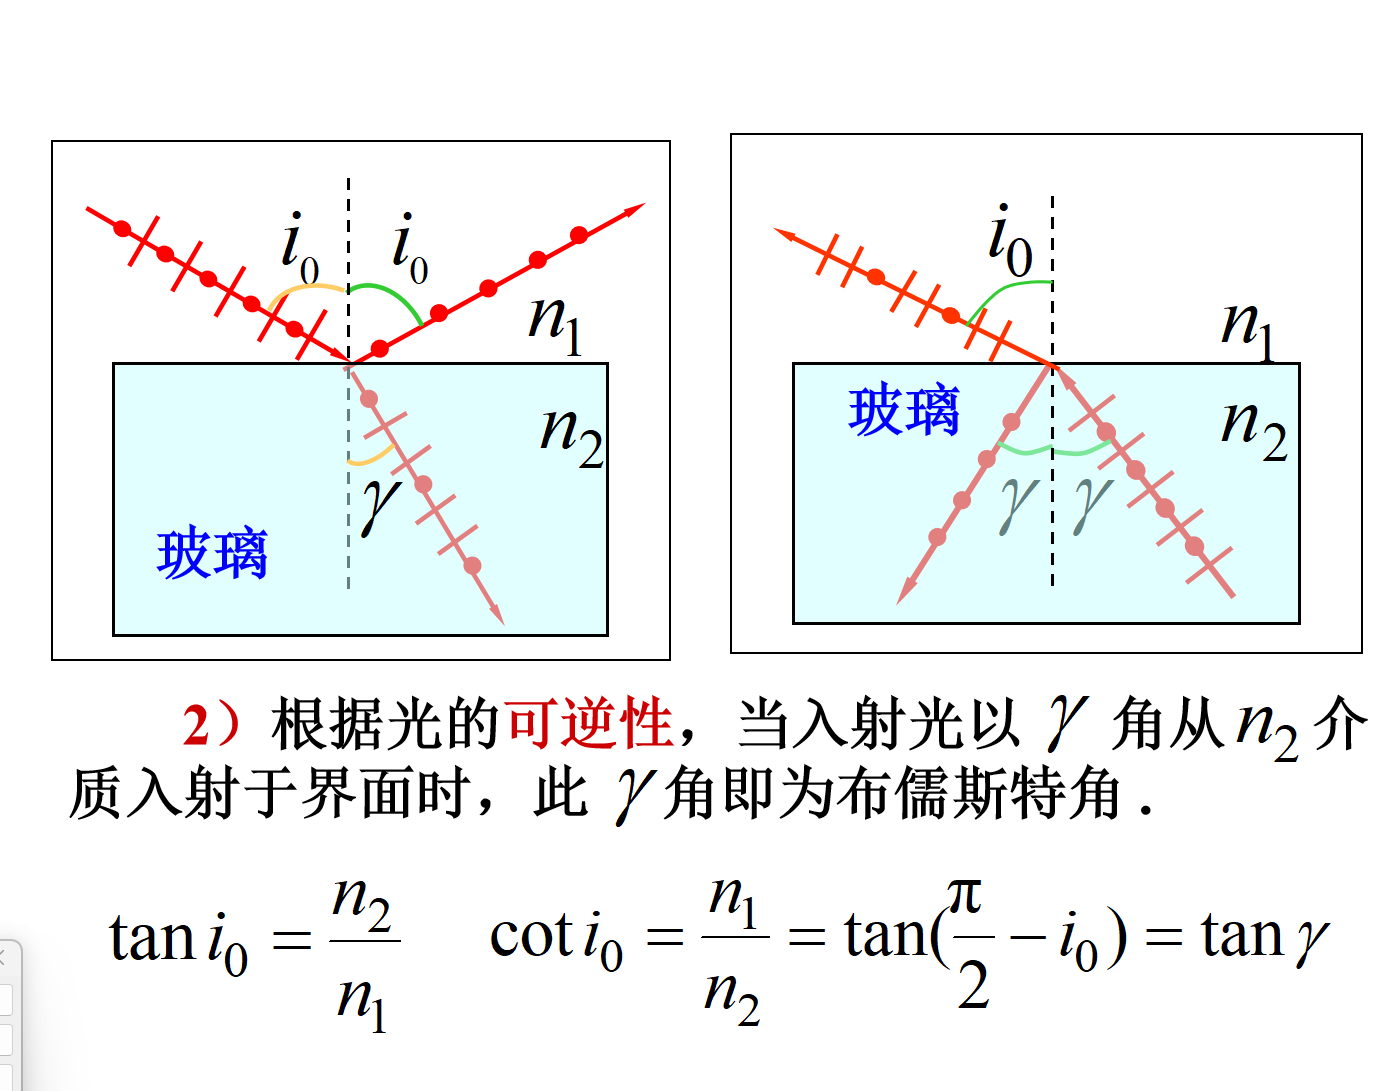 i₀ i₀ n₁
n₂
γ
玻璃
i₀ n₁
玻璃 n₂
γ γ
2）根据光的可逆性，当入射光以 γ 角从 n₂ 介
质入射于界面时，此 γ 角即为布儒斯特角．
tan i₀ = n₂/n₁ cot i₀ = n₁/n₂ = tan(π/2 − i₀) = tan γ